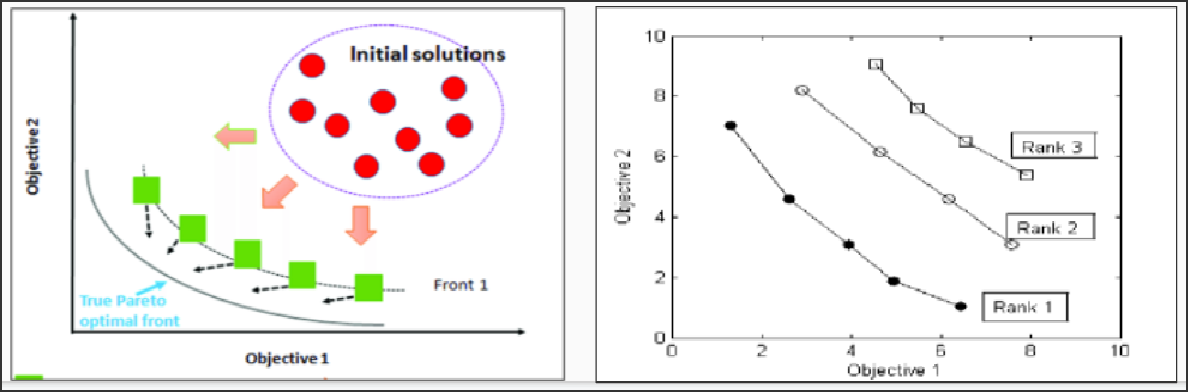 Initial solutions
Objective 2
Front 1
True Pareto
optimal front
Objective 1
10
8
6
4
2
0
0 2 4 6 8 10
Objective 2
Rank 3
Rank 2
Rank 1
Objective 1